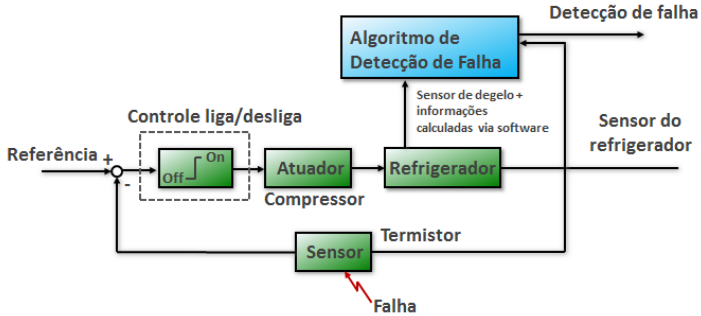 Detecção de falha
Algoritmo de
Detecção de Falha
Sensor de degelo +
informações
calculadas via software
Controle liga/desliga
Sensor do
refrigerador
Referência
+
-
On
Off
Atuador
Compressor
Refrigerador
Termistor
Sensor
Falha